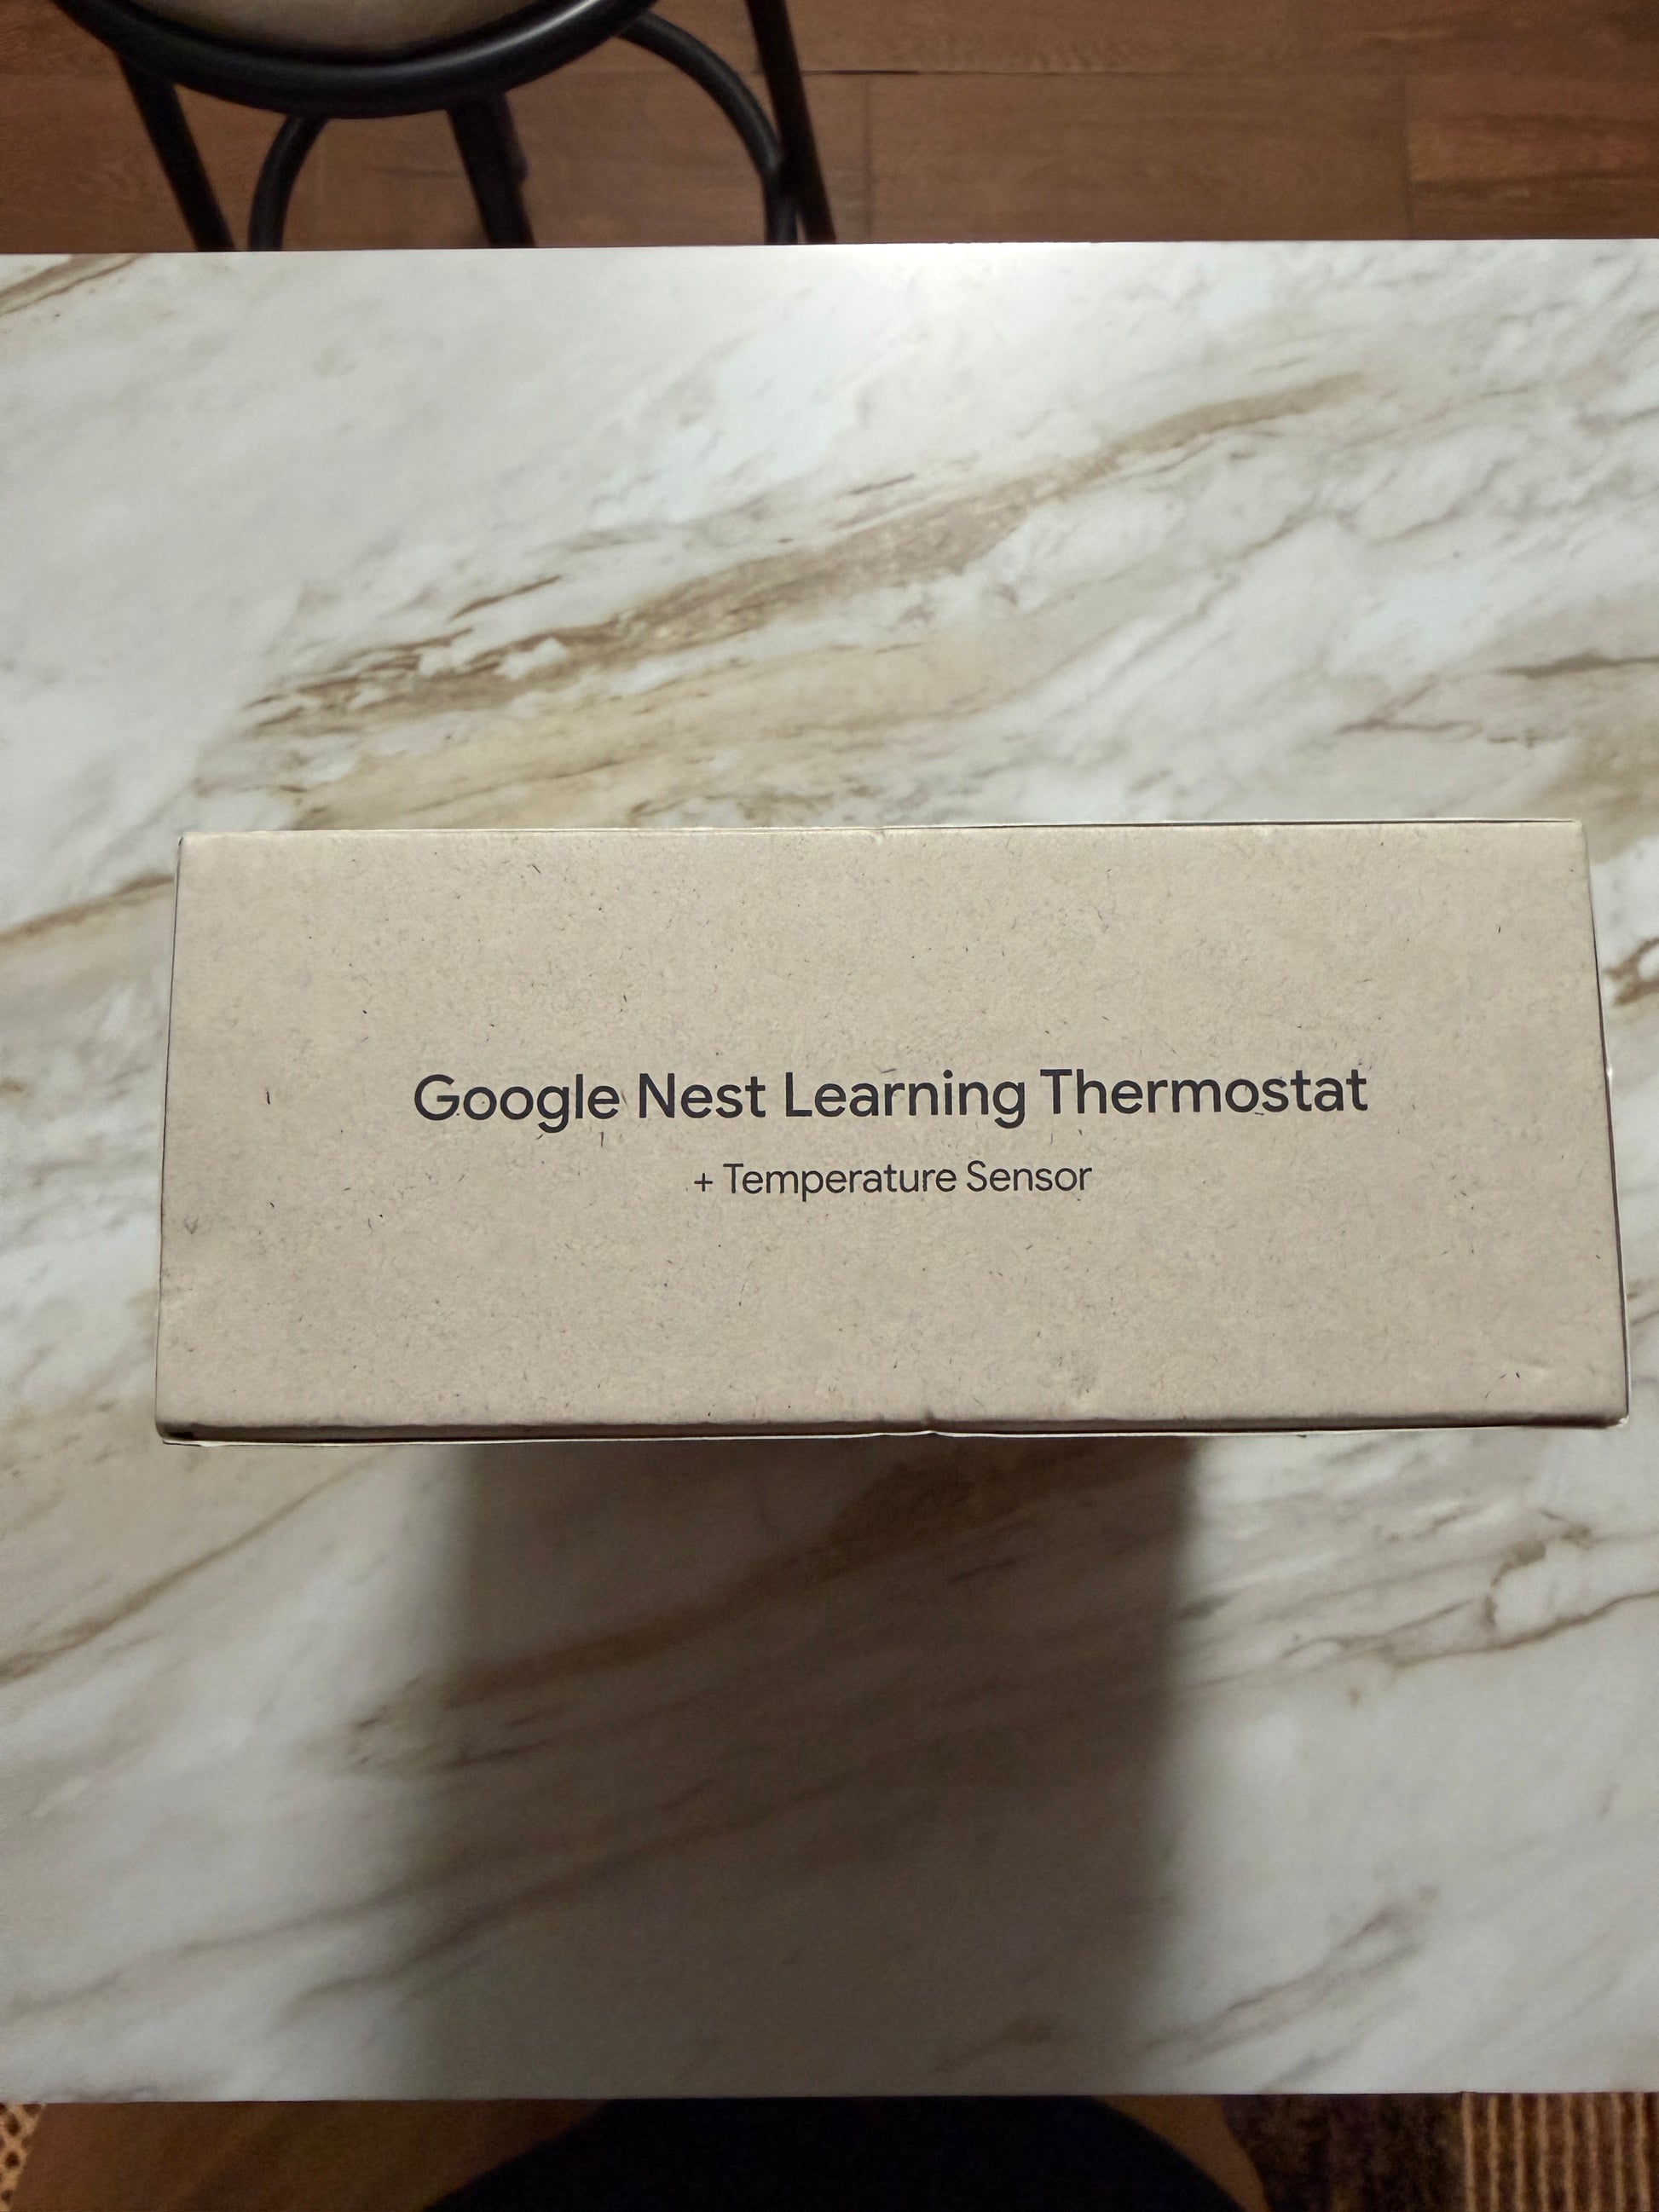 Google Nest Learning Thermostat
+ Temperature Sensor